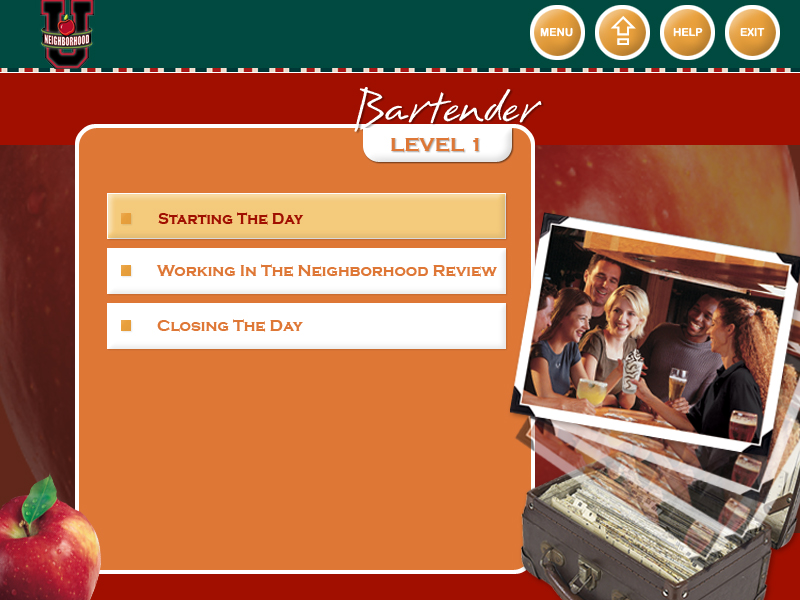 U
NEIGHBORHOOD
MENU
HELP
EXIT
Bartender
LEVEL 1
STARTING THE DAY
WORKING IN THE NEIGHBORHOOD REVIEW
CLOSING THE DAY